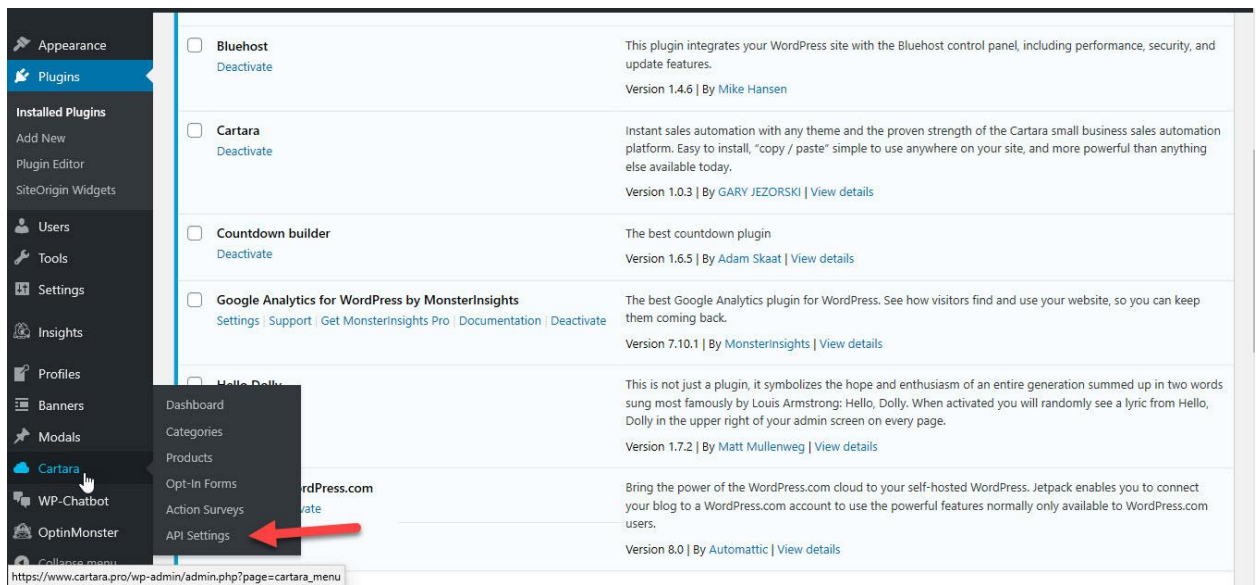 Appearance
Plugins
Installed Plugins
Add New
Plugin Editor
SiteOrigin Widgets
Users
Tools
Settings
Insights
Profiles
Banners
Modals
Cartara
WP-Chatbot
OptinMonster
Collapse menu
Dashboard
Categories
Products
Opt-In Forms
Action Surveys
API Settings
https://www.cartara.pro/wp-admin/admin.php?page=cartara_menu
Bluehost
Deactivate
This plugin integrates your WordPress site with the Bluehost control panel, including performance, security, and
update features.
Version 1.4.6 | By Mike Hansen
Cartara
Deactivate
Instant sales automation with any theme and the proven strength of the Cartara small business sales automation
platform. Easy to install, “copy / paste” simple to use anywhere on your site, and more powerful than anything
else available today.
Version 1.0.3 | By GARY JEZORSKI | View details
Countdown builder
Deactivate
The best countdown plugin
Version 1.6.5 | By Adam Skaat | View details
Google Analytics for WordPress by MonsterInsights
Settings | Support | Get MonsterInsights Pro | Documentation | Deactivate
The best Google Analytics plugin for WordPress. See how visitors find and use your website, so you can keep
them coming back.
Version 7.10.1 | By MonsterInsights | View details
Hello Dolly
This is not just a plugin, it symbolizes the hope and enthusiasm of an entire generation summed up in two words
sung most famously by Louis Armstrong: Hello, Dolly. When activated you will randomly see a lyric from Hello,
Dolly in the upper right of your admin screen on every page.
Version 1.7.2 | By Matt Mullenweg | View details
rdPress.com
vate
Bring the power of the WordPress.com cloud to your self-hosted WordPress. Jetpack enables you to connect
your blog to a WordPress.com account to use the powerful features normally only available to WordPress.com
users.
Version 8.0 | By Automattic | View details